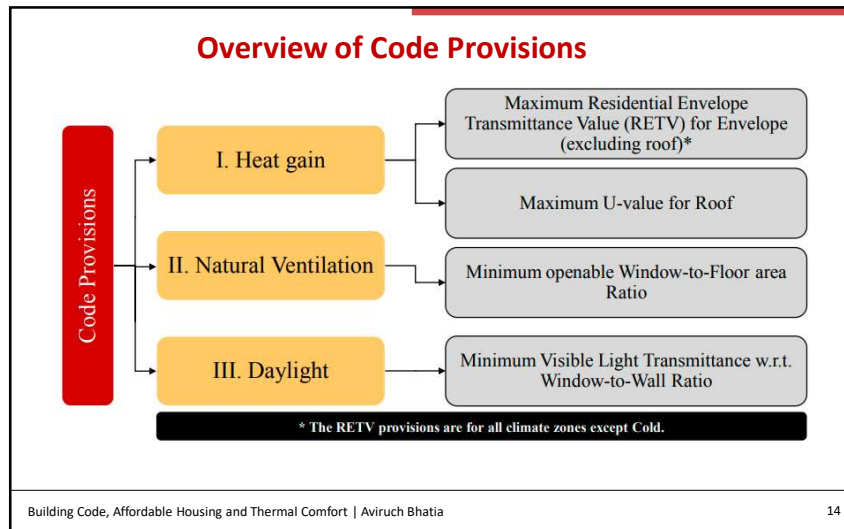 Overview of Code Provisions
Code Provisions
I. Heat gain
Maximum Residential Envelope
Transmittance Value (RETV) for Envelope
(excluding roof)*
Maximum U-value for Roof
II. Natural Ventilation
Minimum openable Window-to-Floor area
Ratio
III. Daylight
Minimum Visible Light Transmittance w.r.t.
Window-to-Wall Ratio
* The RETV provisions are for all climate zones except Cold.
Building Code, Affordable Housing and Thermal Comfort | Aviruch Bhatia
14